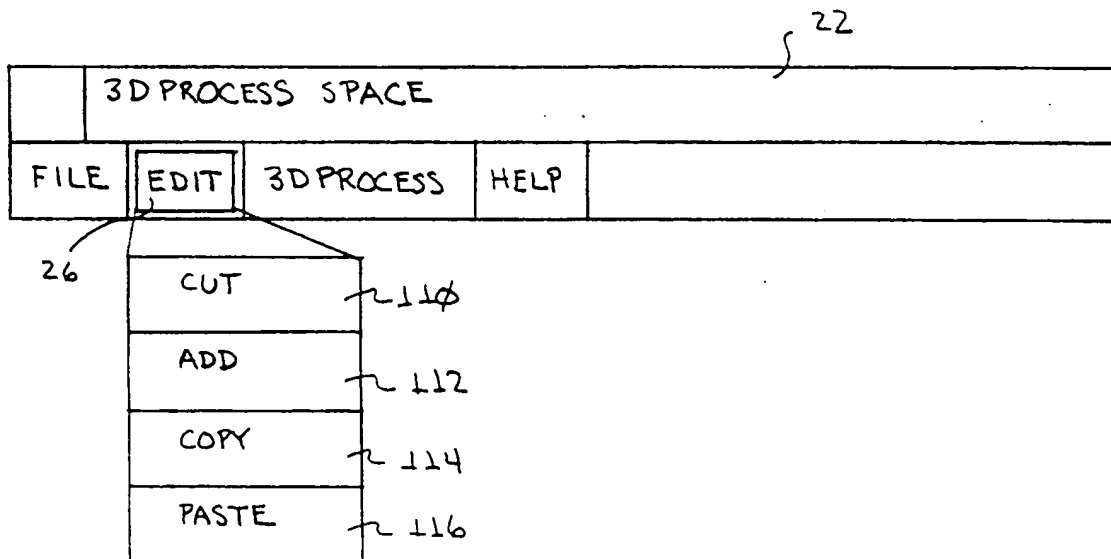 22
3D PROCESS SPACE
FILE EDIT 3D PROCESS HELP
26
CUT 110
ADD 112
COPY 114
PASTE 116